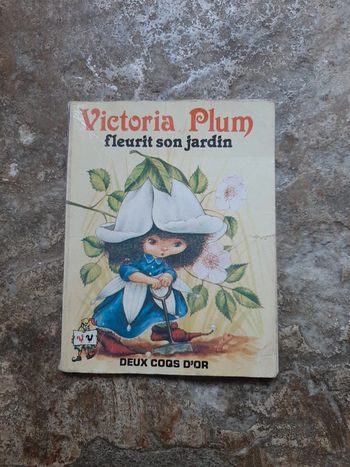 Victoria Plum
fleurit son jardin
V V
DEUX COQS D'OR